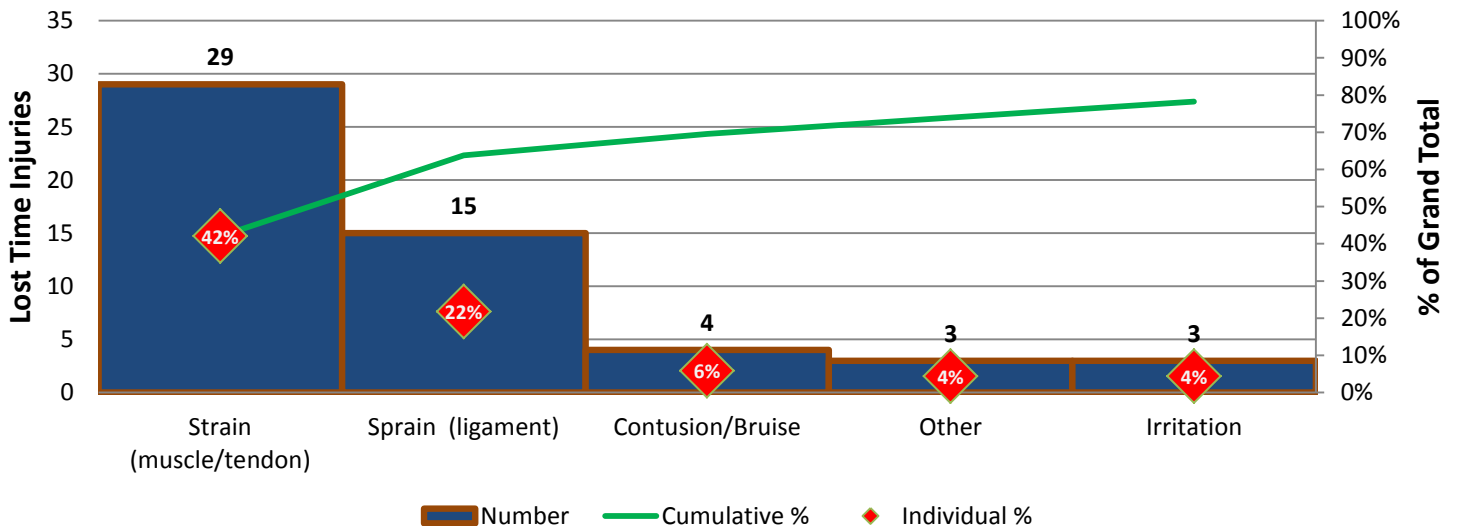 35
30
25
20
15
10
5
0
Lost Time Injuries
100%
90%
80%
70%
60%
50%
40%
30%
20%
10%
0%
% of Grand Total
29
15
4
3
3
42%
22%
6%
4%
4%
Strain
(muscle/tendon)
Sprain (ligament)
Contusion/Bruise
Other
Irritation
Number
Cumulative %
Individual %